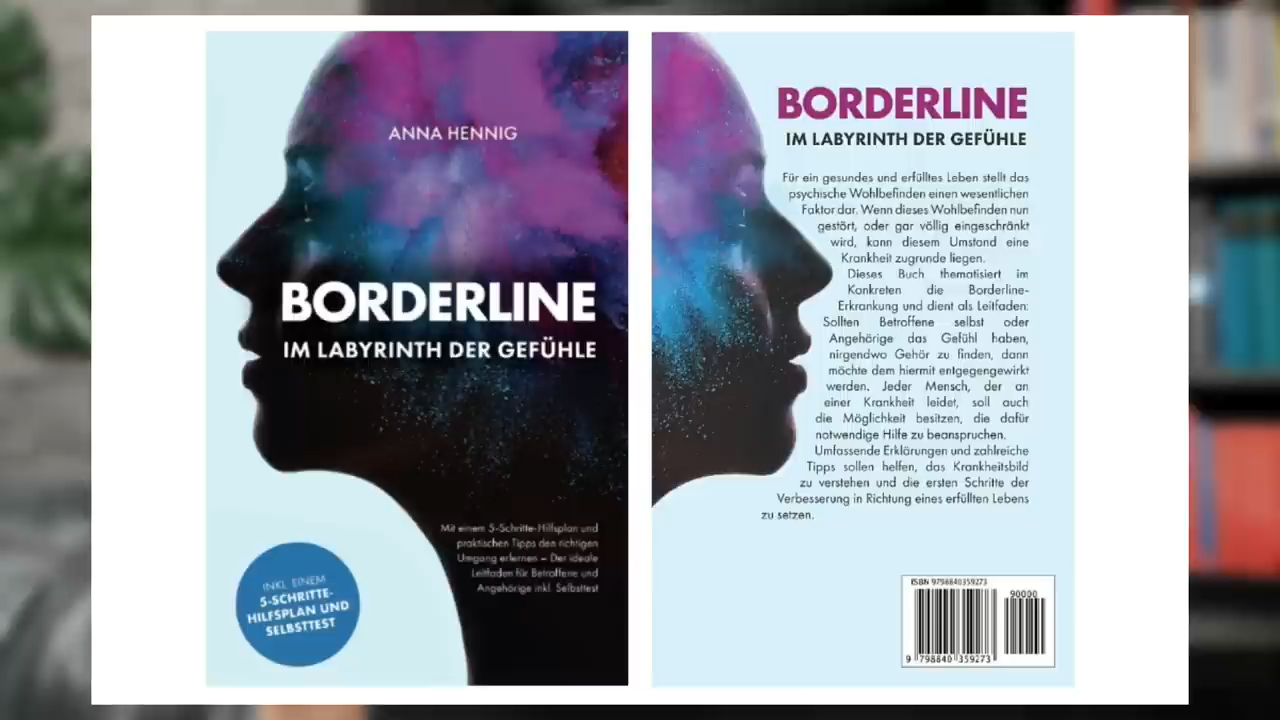 ANNA HENNIG
BORDERLINE
IM LABYRINTH DER GEFÜHLE
Mit einem 5-Schritte-Hilfsplan und
praktischen Tipps den richtigen
Umgang erlernen – Der ideale
Leitfaden für Betroffene und
Angehörige inkl. Selbsttest
INKL. EINEM
5-SCHRITTE-
HILFSPLAN UND
SELBSTTEST
BORDERLINE
IM LABYRINTH DER GEFÜHLE
Für ein gesundes und erfülltes Leben stellt das
psychische Wohlbefinden einen wesentlichen
Faktor dar. Wenn dieses Wohlbefinden nun
gestört, oder gar völlig eingeschränkt
wird, kann diesem Umstand eine
Krankheit zugrunde liegen.
Dieses Buch thematisiert im
Konkreten die Borderline-
Erkrankung und dient als Leitfaden:
Sollten Betroffene selbst oder
Angehörige das Gefühl haben,
nirgendwo Gehör zu finden, dann
möchte dem hiermit entgegengewirkt
werden. Jeder Mensch, der an
einer Krankheit leidet, soll auch
die Möglichkeit besitzen, die dafür
notwendige Hilfe zu beanspruchen.
Umfassende Erklärungen und zahlreiche
Tipps sollen helfen, das Krankheitsbild
zu verstehen und die ersten Schritte der
Verbesserung in Richtung eines erfüllten Lebens
zu setzen.
ISBN 9798840359273
90000
9 798840 359273